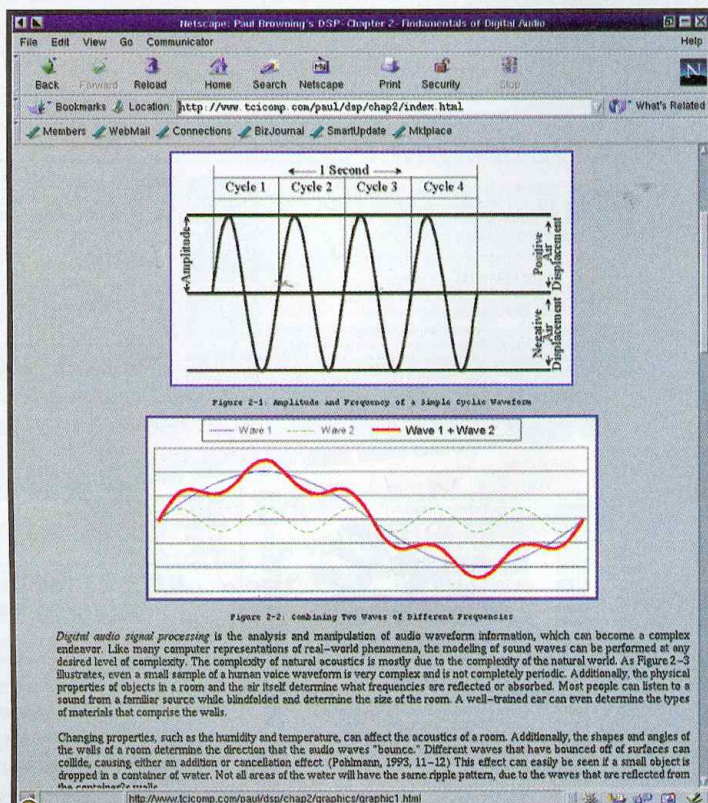 Netscape: Paul Browning's DSP-Chapter 2-Fundamentals of Digital Audio
File Edit View Go Communicator Help
Back Forward Reload Home Search Netscape Print Security Stop
Bookmarks Location: http://www.tcicomp.com/paul/dsp/chap2/index.html What's Related
Members WebMail Connections BizJournal SmartUpdate Mktplace
1 Second
Cycle 1 Cycle 2 Cycle 3 Cycle 4
Amplitude
Positive Air Displacement
Negative Air Displacement
Figure 2-1: Amplitude and Frequency of a Simple Cyclic Waveform
Wave 1 Wave 2 Wave 1 + Wave 2
Figure 2-2: Combining Two Waves of Different Frequencies
Digital audio signal processing is the analysis and manipulation of audio waveform information, which can become a complex
endeavor. Like many computer representations of real-world phenomena, the modeling of sound waves can be performed at any
desired level of complexity. The complexity of natural acoustics is mostly due to the complexity of the natural world. As Figure 2-3
illustrates, even a small sample of a human voice waveform is very complex and is not completely periodic. Additionally, the physical
properties of objects in a room and the air itself determine what frequencies are reflected or absorbed. Most people can listen to a
sound from a familiar source while blindfolded and determine the size of the room. A well-trained ear can even determine the types
of materials that comprise the walls.
Changing properties, such as the humidity and temperature, can affect the acoustics of a room. Additionally, the shapes and angles of
the walls of a room determine the direction that the audio waves "bounce." Different waves that have bounced off of surfaces can
collide, causing either an addition or cancellation effect. (Pohlmann, 1993, 11-12) This effect can easily be seen if a small object is
dropped in a container of water. Not all areas of the water will have the same ripple pattern, due to the waves that are reflected from
the container?s walls.
http://www.tcicomp.com/paul/dsp/chap2/graphics/graphic1.html